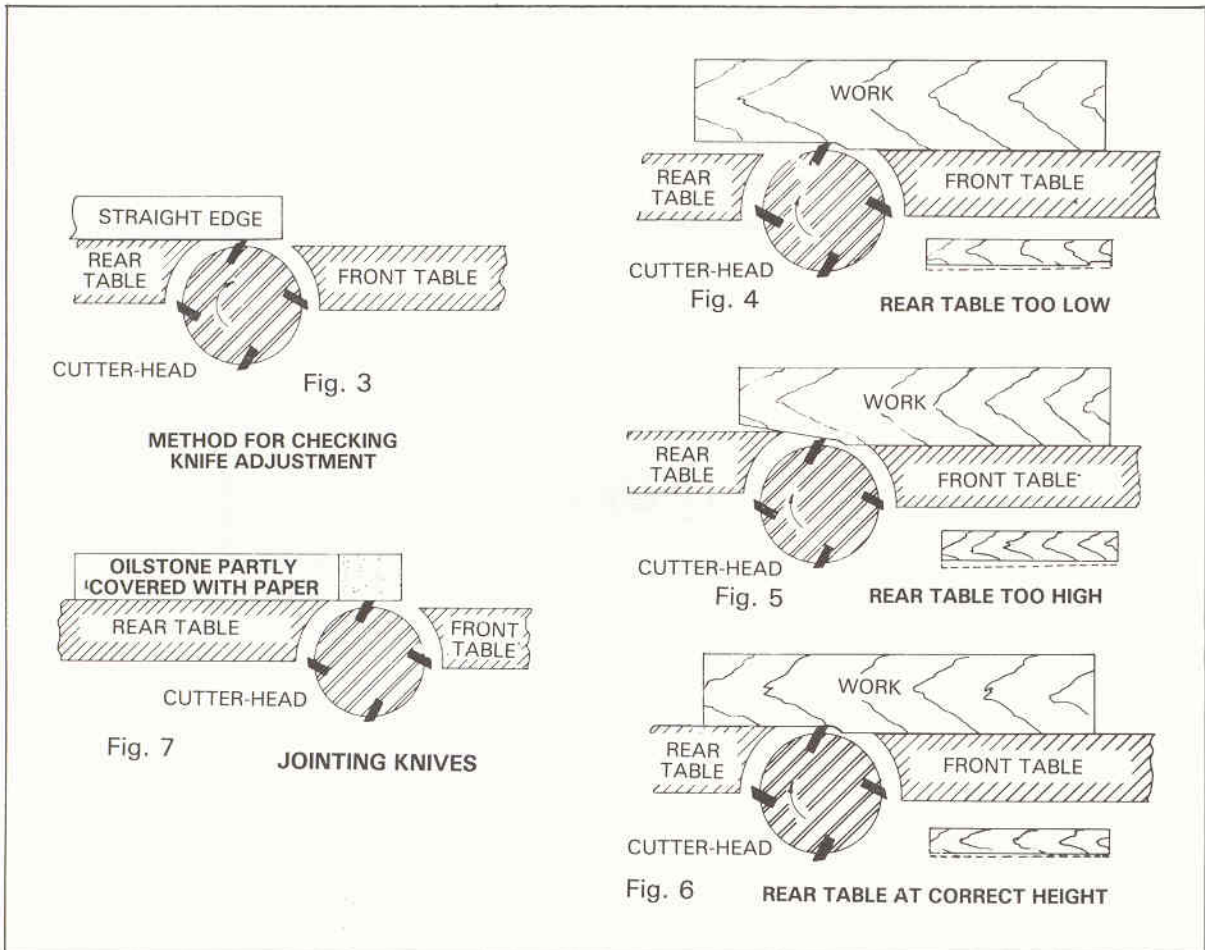 STRAIGHT EDGE
REAR
TABLE
FRONT TABLE
CUTTER-HEAD
Fig. 3
METHOD FOR CHECKING
KNIFE ADJUSTMENT
OILSTONE PARTLY
COVERED WITH PAPER
REAR TABLE
FRONT
TABLE
CUTTER-HEAD
Fig. 7
JOINTING KNIVES
WORK
REAR
TABLE
FRONT TABLE
CUTTER-HEAD
Fig. 4
REAR TABLE TOO LOW
WORK
REAR
TABLE
FRONT TABLE
CUTTER-HEAD
Fig. 5
REAR TABLE TOO HIGH
WORK
REAR
TABLE
FRONT TABLE
CUTTER-HEAD
Fig. 6
REAR TABLE AT CORRECT HEIGHT